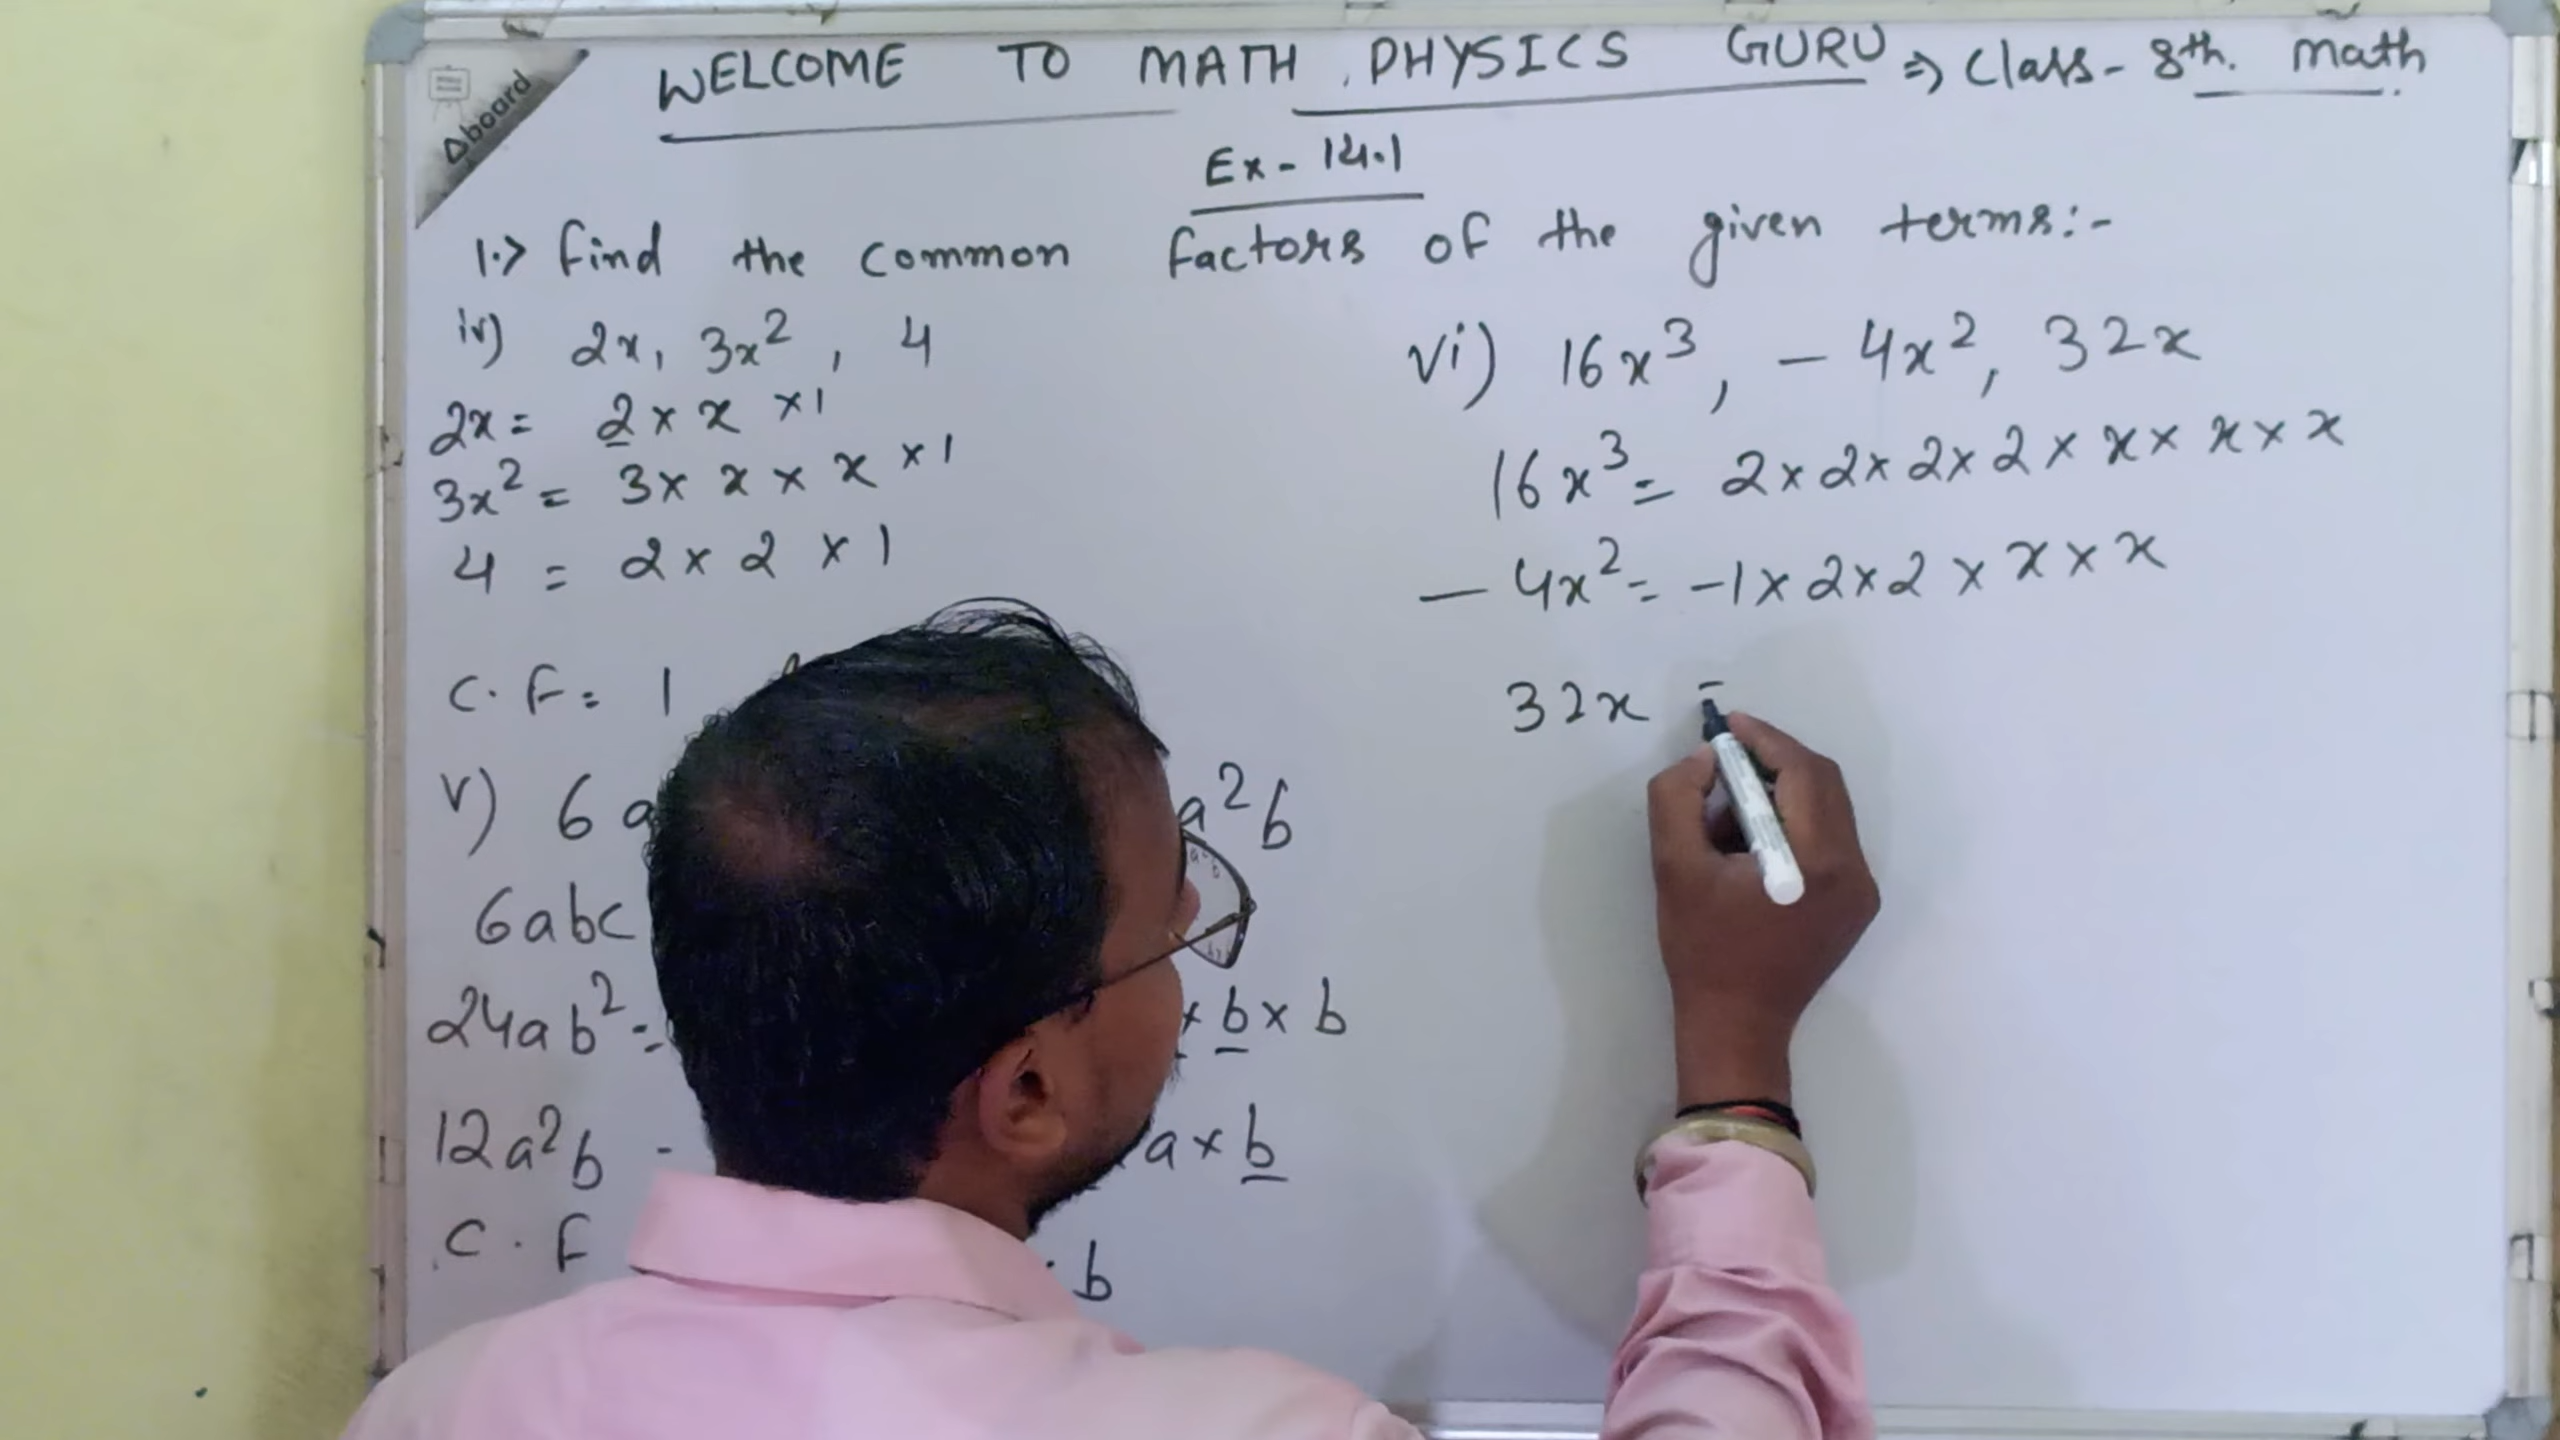 Δboard
WELCOME TO MATH PHYSICS GURU ⇒ Class - 8th. math
Ex - 14.1
1.> find the common factors of the given terms:-
iv) 2x, 3x², 4
2x = 2 × x × 1
3x² = 3 × x × x × 1
4 = 2 × 2 × 1
C. F = 1
v) 6a a²b
6abc
24ab² = × b × b
12a²b - × a × b
C. F b
vi) 16x³, - 4x², 32x
16x³ = 2 × 2 × 2 × 2 × x × x × x
- 4x² = -1 × 2 × 2 × x × x
32x =